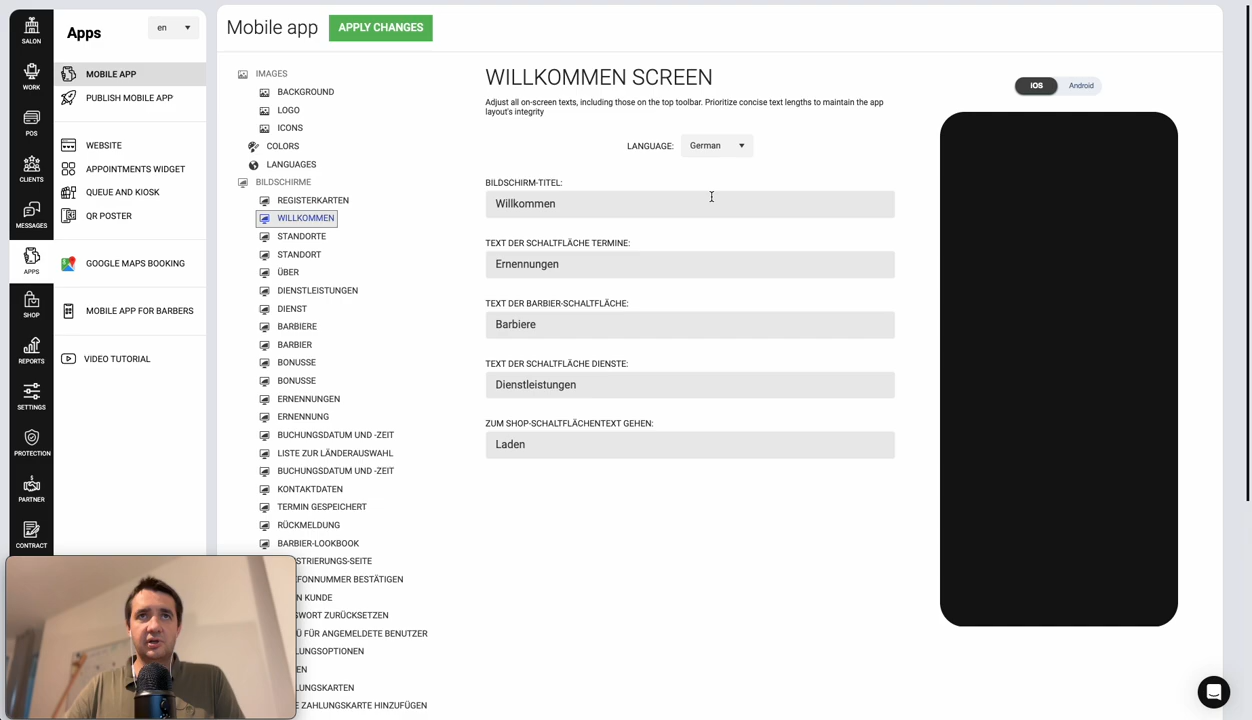 SALON
WORK
POS
CLIENTS
MESSAGES
APPS
SHOP
REPORTS
SETTINGS
PROTECTION
PARTNER
CONTRACT
Apps
en
MOBILE APP
PUBLISH MOBILE APP
WEBSITE
APPOINTMENTS WIDGET
QUEUE AND KIOSK
QR POSTER
GOOGLE MAPS BOOKING
MOBILE APP FOR BARBERS
VIDEO TUTORIAL
Mobile app
APPLY CHANGES
IMAGES
BACKGROUND
LOGO
ICONS
COLORS
LANGUAGES
BILDSCHIRME
REGISTERKARTEN
WILLKOMMEN
STANDORTE
STANDORT
ÜBER
DIENSTLEISTUNGEN
DIENST
BARBIERE
BARBIER
BONUSSE
BONUSSE
ERNENNUNGEN
ERNENNUNG
BUCHUNGSDATUM UND -ZEIT
LISTE ZUR LÄNDERAUSWAHL
BUCHUNGSDATUM UND -ZEIT
KONTAKTDATEN
TERMIN GESPEICHERT
RÜCKMELDUNG
BARBIER-LOOKBOOK
STRIERUNGS-SEITE
FONNUMMER BESTÄTIGEN
N KUNDE
SWORT ZURÜCKSETZEN
Ü FÜR ANGEMELDETE BENUTZER
LUNGSOPTIONEN
EN
LUNGSKARTEN
E ZAHLUNGSKARTE HINZUFÜGEN
WILLKOMMEN SCREEN
Adjust all on-screen texts, including those on the top toolbar. Prioritize concise text lengths to maintain the app
layout's integrity
LANGUAGE: German
BILDSCHIRM-TITEL:
Willkommen
TEXT DER SCHALTFLÄCHE TERMINE:
Ernennungen
TEXT DER BARBIER-SCHALTFLÄCHE:
Barbiere
TEXT DER SCHALTFLÄCHE DIENSTE:
Dienstleistungen
ZUM SHOP-SCHALTFLÄCHENTEXT GEHEN:
Laden
IOS Android